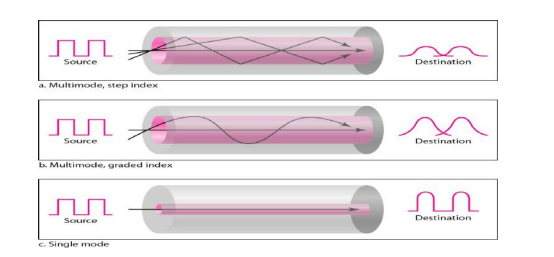 Source
Destination
a. Multimode, step index
Source
Destination
b. Multimode, graded index
Source
Destination
c. Single mode